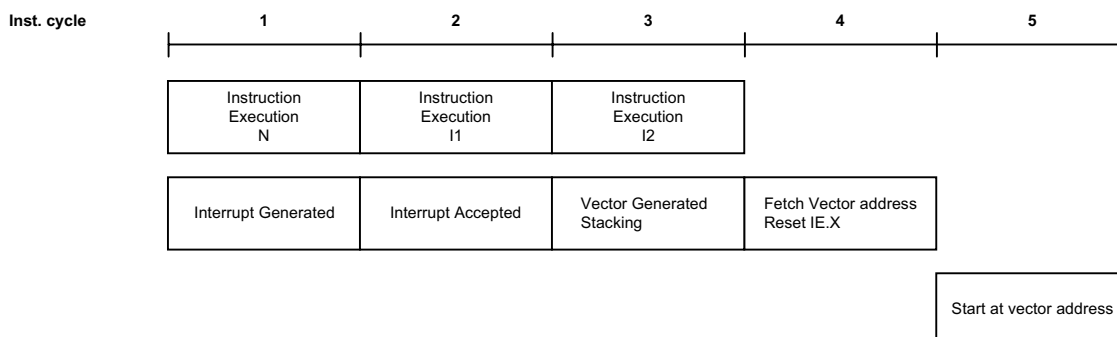 Inst. cycle 1 2 3 4 5
Instruction
Execution
N
Instruction
Execution
I1
Instruction
Execution
I2
Interrupt Generated
Interrupt Accepted
Vector Generated
Stacking
Fetch Vector address
Reset IE.X
Start at vector address